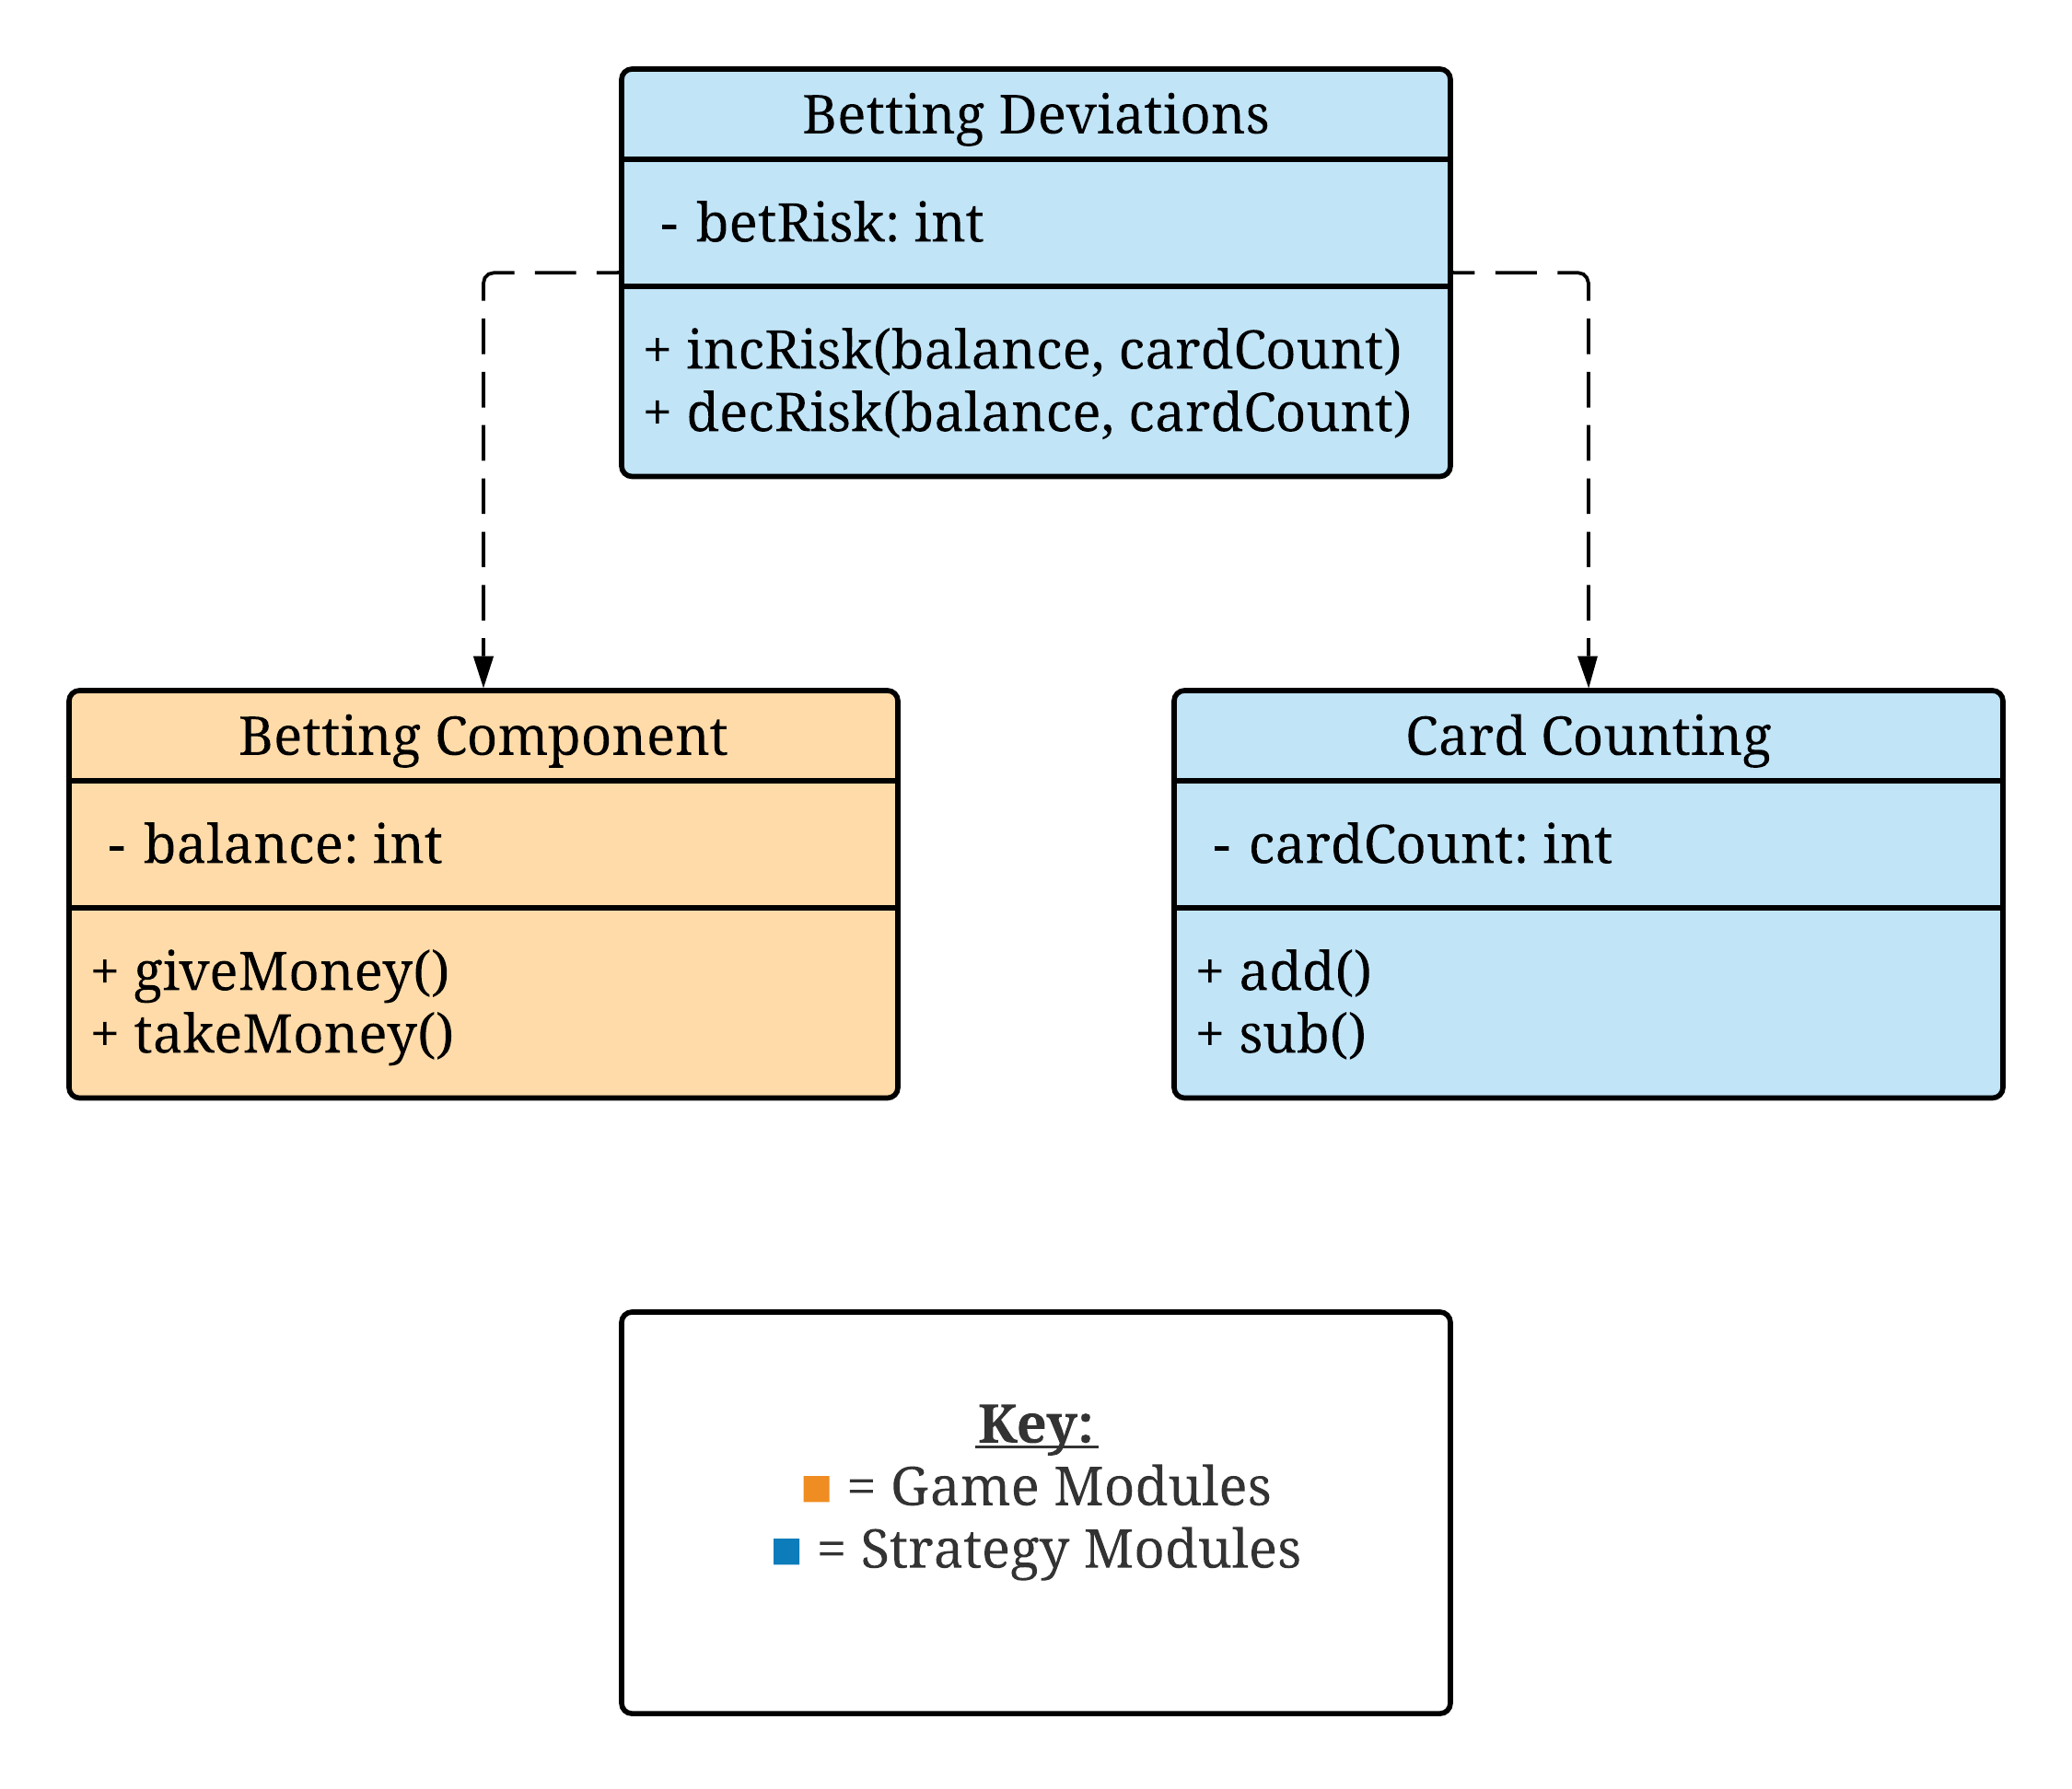 Betting Deviations
- betRisk: int
+ incRisk(balance, cardCount)
+ decRisk(balance, cardCount)
Betting Component
- balance: int
+ giveMoney()
+ takeMoney()
Card Counting
- cardCount: int
+ add()
+ sub()
Key:
= Game Modules
= Strategy Modules